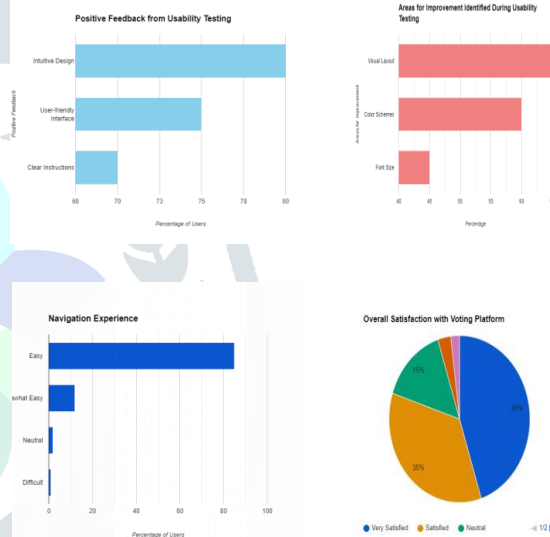 Positive Feedback from Usability Testing
Positive Feedback
Intuitive Design
User-friendly
Interface
Clear Instructions
68 70 73 75 78 80
Percentage of Users
Areas for Improvement Identified During Usability
Testing
Areas for Improvement
Visual Layout
Color Schemes
Font Size
40 45 50 55 60
Percentage
Navigation Experience
Easy
what Easy
Neutral
Difficult
0 20 40 60 80 100
Percentage of Users
Overall Satisfaction with Voting Platform
15%
35%
Very Satisfied Satisfied Neutral
1/2